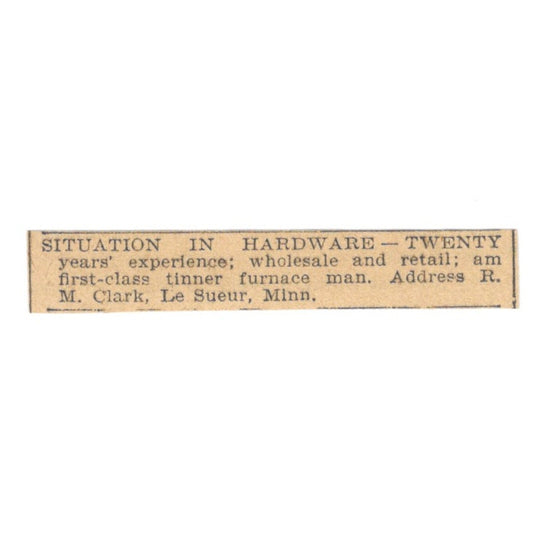 SITUATION IN HARDWARE — TWENTY
years' experience; wholesale and retail; am
first-class tinner furnace man. Address R.
M. Clark, Le Sueur, Minn.